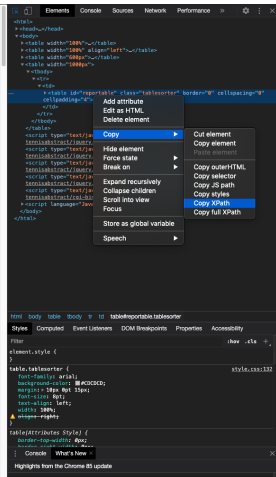 Elements Console Sources Network Performance »
<html>
<head>…</head>
<body>
<table width="100%">…</table>
<table width="100%" align="left">…</table>
<table width="600px">…</table>
<table width="1000px">
<tbody>
<tr>
<td>
<table id="reportable" class="tablesorter" border="0" cellspacing="0"
cellpadding="4">
</td>
</tr>
</tbody>
</table>
<script type="text/jav
tennisabstract/jquery.
<script type="text/jav
tennisabstract/jquery.
<script type="text/jav
<script type="text/jav
tennisabstract/jquery.
<script type="text/jav
tennisabstract/cgi-bin
<script language="Java
</body>
</html>
Add attribute
Edit as HTML
Delete element
Copy
Hide element
Force state
Break on
Expand recursively
Collapse children
Scroll into view
Focus
Store as global variable
Speech
Cut element
Copy element
Paste element
Copy outerHTML
Copy selector
Copy JS path
Copy styles
Copy XPath
Copy full XPath
html body table tbody tr td table#reportable.tablesorter
Styles Computed Event Listeners DOM Breakpoints Properties Accessibility
Filter :hov .cls +
element.style {
}
table.tablesorter { style.css:132
font-family: arial;
background-color: #CDCDCD;
margin: 10px 0pt 15px;
font-size: 8pt;
text-align: left;
width: 100%;
align: right;
}
table[Attributes Style] {
border-top-width: 0px;
Console What's New
Highlights from the Chrome 85 update